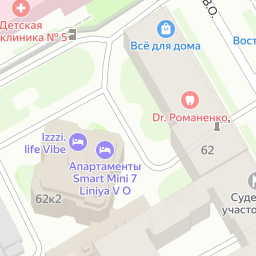 Детская
клиника № 5
В.О.
Всё для дома
Вост
Dr. Романенко
Izzzi.
life Vibe
Апартаменты
Smart Mini 7
Liniya V O
62
62к2
Суде
участо